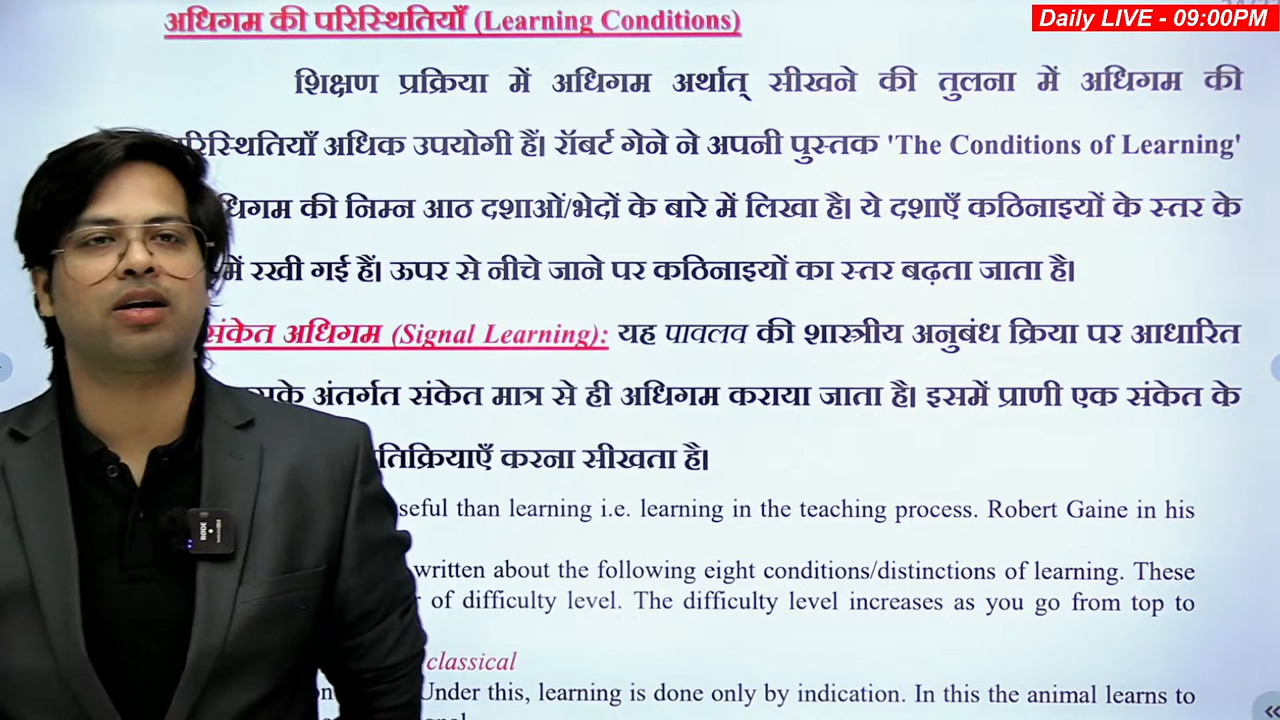 Daily LIVE - 09:00PM
अधिगम की परिस्थितियाँ (Learning Conditions)
शिक्षण प्रक्रिया में अधिगम अर्थात् सीखने की तुलना में अधिगम की
रिस्थितियाँ अधिक उपयोगी हैं। रॉबर्ट गेने ने अपनी पुस्तक 'The Conditions of Learning'
धिगम की निम्न आठ दशाओं/भेदों के बारे में लिखा है। ये दशाएँ कठिनाइयों के स्तर के
में रखी गई हैं। ऊपर से नीचे जाने पर कठिनाइयों का स्तर बढ़ता जाता है।
संकेत अधिगम (Signal Learning): यह पावलव की शास्त्रीय अनुबंध क्रिया पर आधारित
सके अंतर्गत संकेत मात्र से ही अधिगम कराया जाता है। इसमें प्राणी एक संकेत के
तिक्रियाएँ करना सीखता है।
seful than learning i.e. learning in the teaching process. Robert Gaine in his
written about the following eight conditions/distinctions of learning. These
of difficulty level. The difficulty level increases as you go from top to
classical
Under this, learning is done only by indication. In this the animal learns to
RODE